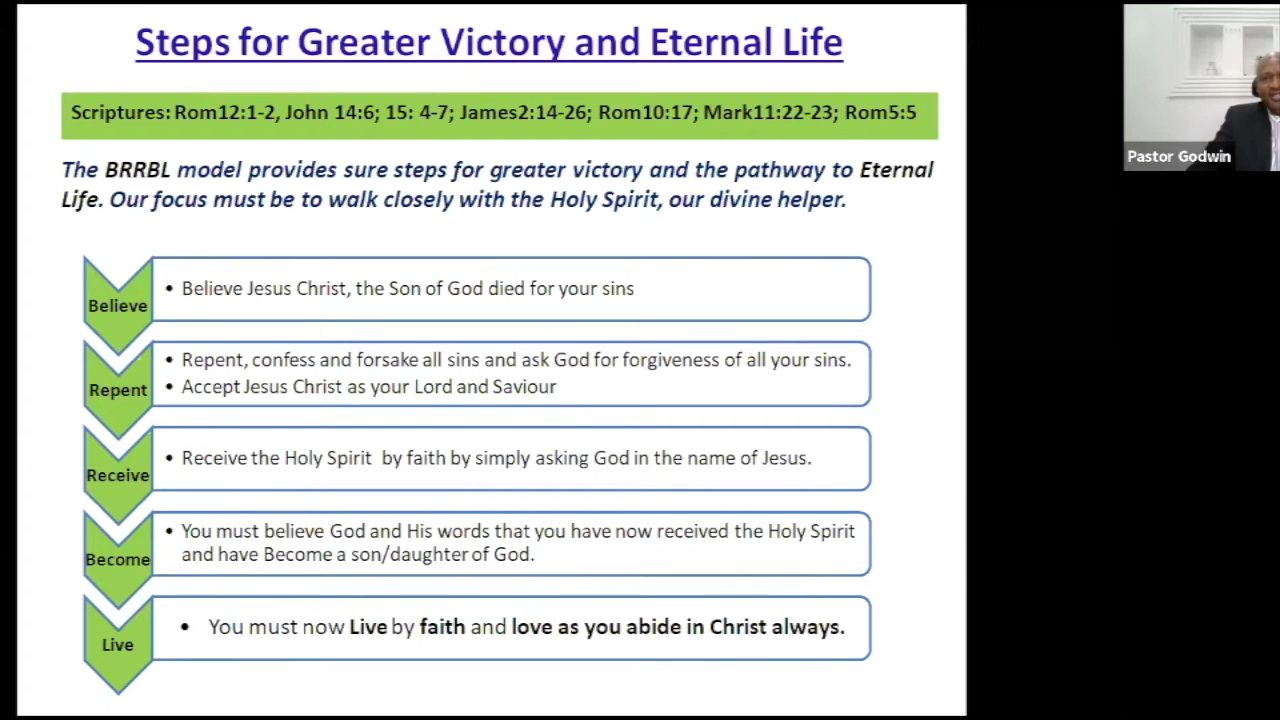 Steps for Greater Victory and Eternal Life
Scriptures: Rom12:1-2, John 14:6; 15: 4-7; James2:14-26; Rom10:17; Mark11:22-23; Rom5:5
The BRRBL model provides sure steps for greater victory and the pathway to Eternal
Life. Our focus must be to walk closely with the Holy Spirit, our divine helper.
Believe
• Believe Jesus Christ, the Son of God died for your sins
Repent
• Repent, confess and forsake all sins and ask God for forgiveness of all your sins.
• Accept Jesus Christ as your Lord and Saviour
Receive
• Receive the Holy Spirit by faith by simply asking God in the name of Jesus.
Become
• You must believe God and His words that you have now received the Holy Spirit
and have Become a son/daughter of God.
Live
• You must now Live by faith and love as you abide in Christ always.
Pastor Godwin